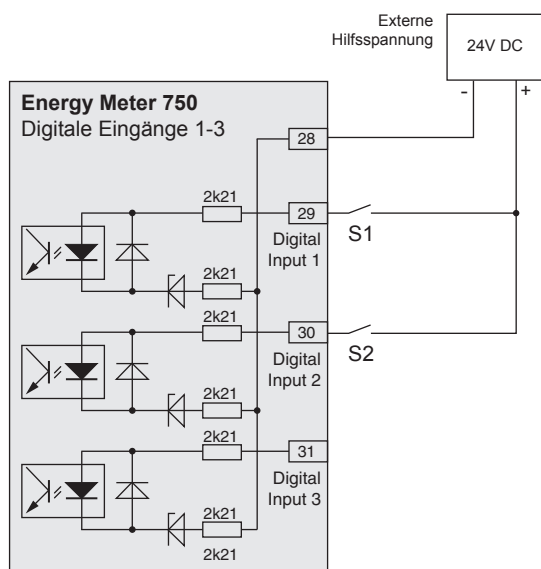 Externe
Hilfsspannung
24V DC
- +
Energy Meter 750
Digitale Eingänge 1-3
28
2k21
29
S1
Digital
Input 1
2k21
2k21
30
S2
Digital
Input 2
2k21
2k21
31
Digital
Input 3
2k21
2k21